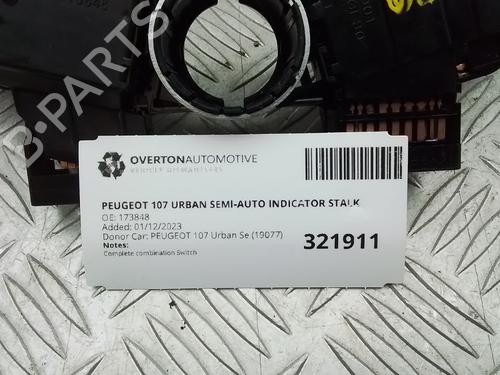 173848
B-PARTS
OVERTONAUTOMOTIVE
VEHICLE DISMANTLERS
PEUGEOT 107 URBAN SEMI-AUTO INDICATOR STALK
OE: 173848
Added: 01/12/2023
Donor Car: PEUGEOT 107 Urban Se (19077)
Notes:
Complete combination Switch
321911